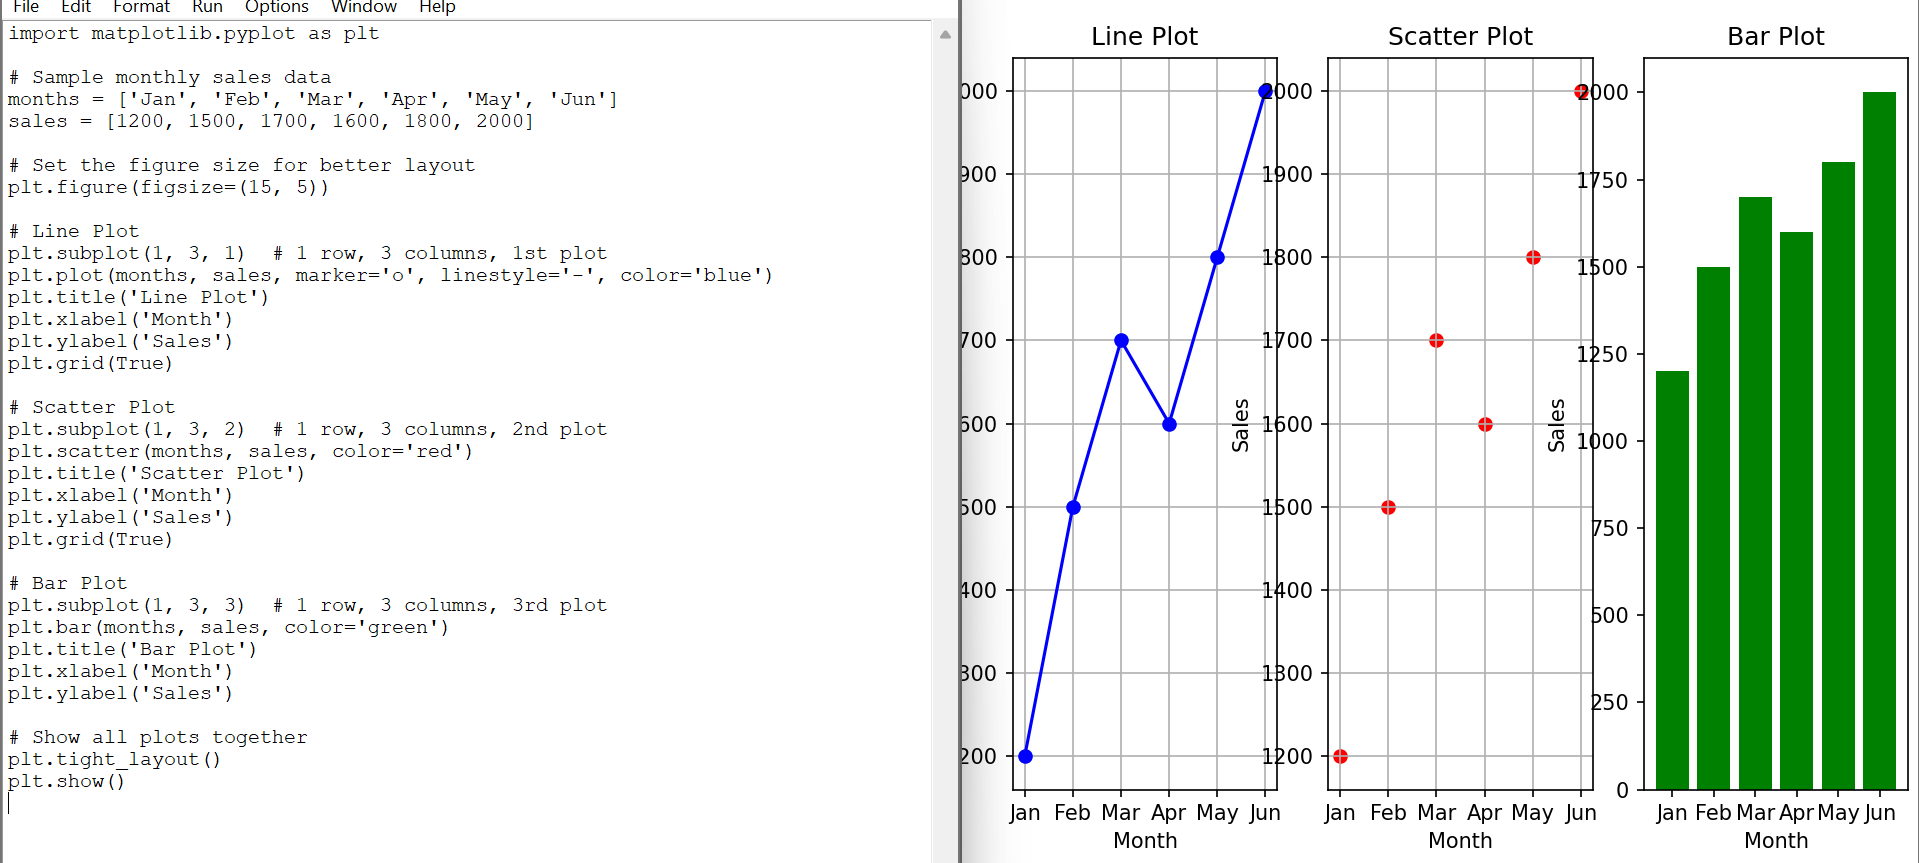 File Edit Format Run Options Window Help
import matplotlib.pyplot as plt
# Sample monthly sales data
months = ['Jan', 'Feb', 'Mar', 'Apr', 'May', 'Jun']
sales = [1200, 1500, 1700, 1600, 1800, 2000]
# Set the figure size for better layout
plt.figure(figsize=(15, 5))
# Line Plot
plt.subplot(1, 3, 1)  # 1 row, 3 columns, 1st plot
plt.plot(months, sales, marker='o', linestyle='-', color='blue')
plt.title('Line Plot')
plt.xlabel('Month')
plt.ylabel('Sales')
plt.grid(True)
# Scatter Plot
plt.subplot(1, 3, 2)  # 1 row, 3 columns, 2nd plot
plt.scatter(months, sales, color='red')
plt.title('Scatter Plot')
plt.xlabel('Month')
plt.ylabel('Sales')
plt.grid(True)
# Bar Plot
plt.subplot(1, 3, 3)  # 1 row, 3 columns, 3rd plot
plt.bar(months, sales, color='green')
plt.title('Bar Plot')
plt.xlabel('Month')
plt.ylabel('Sales')
# Show all plots together
plt.tight_layout()
plt.show()
Line Plot
000
900
800
700
600
500
400
300
200
Jan Feb Mar Apr May Jun
Month
Scatter Plot
Sales
2000
1900
1800
1700
1600
1500
1400
1300
1200
Jan Feb Mar Apr May Jun
Month
Bar Plot
Sales
2000
1750
1500
1250
1000
750
500
250
0
Jan Feb Mar Apr May Jun
Month